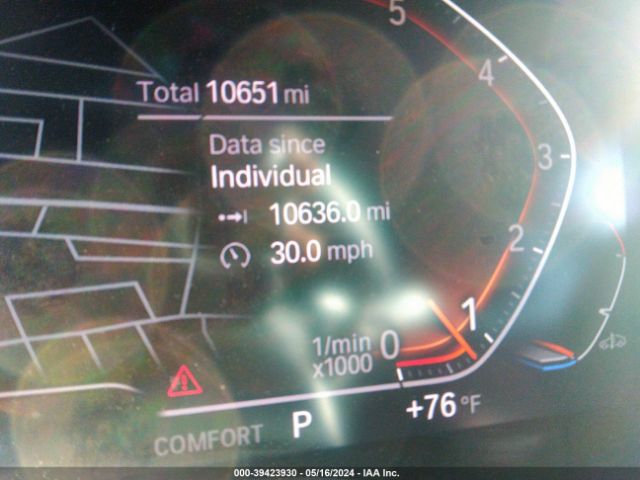 5
4
Total 10651 mi
Data since
3
Individual
10636.0 mi
2
30.0 mph
1
1/min 0
x1000
+76 °F
P
COMFORT
000-39423930 - 05/16/2024 - IAA Inc.